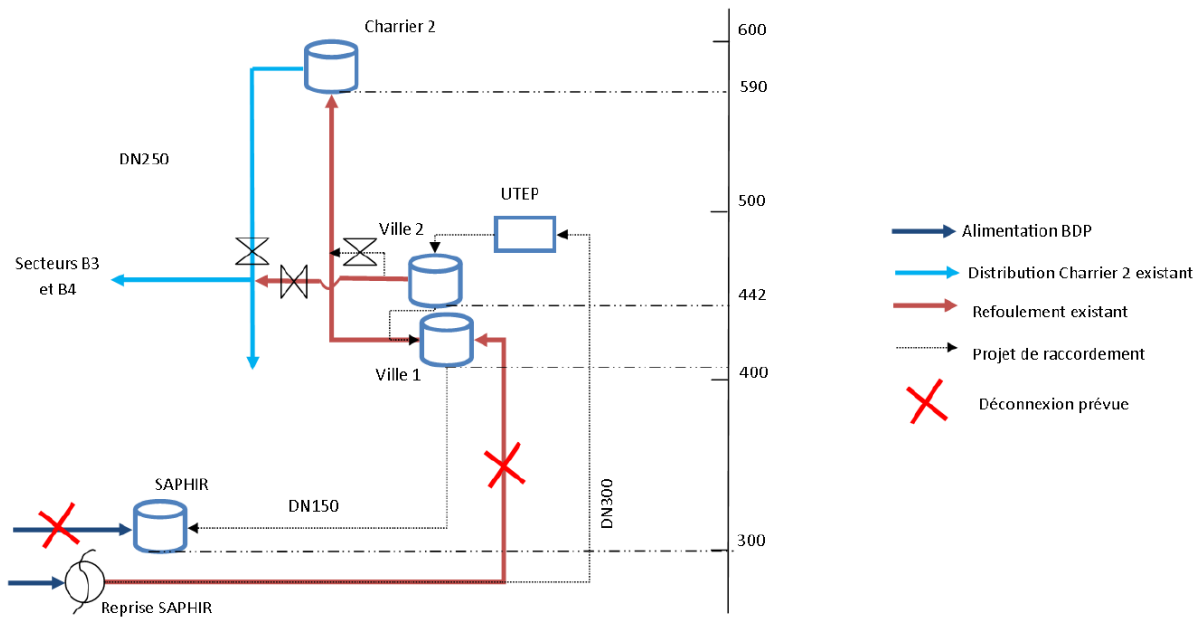 Charrier 2
600
590
DN250
UTEP
500
Ville 2
Alimentation BDP
Secteurs B3
et B4
Distribution Charrier 2 existant
442
Refoulement existant
Projet de raccordement
Ville 1
400
Déconnexion prévue
SAPHIR
DN150
DN300
300
Reprise SAPHIR